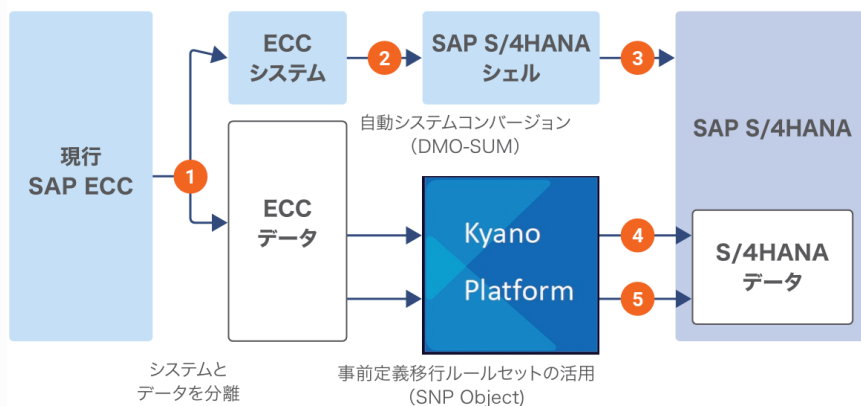 現行
SAP ECC
1
ECC
システム
2
SAP S/4HANA
シェル
3
自動システムコンバージョン
（DMO-SUM）
ECC
データ
Kyano
Platform
4
5
SAP S/4HANA
S/4HANA
データ
システムと
データを分離
事前定義移行ルールセットの活用
(SNP Object)